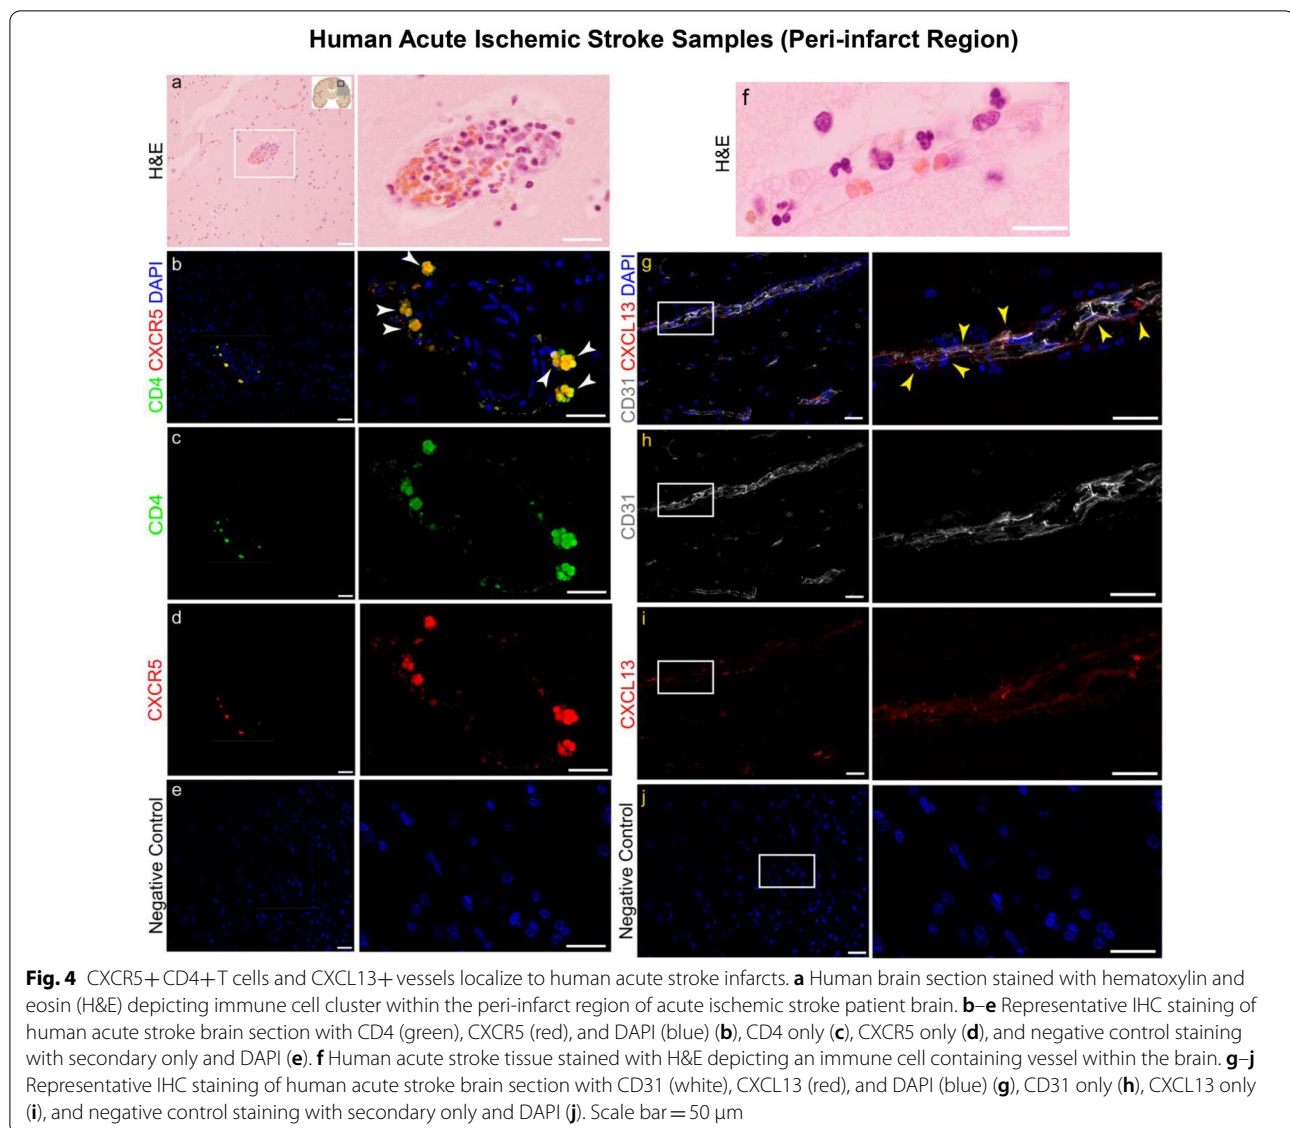 Human Acute Ischemic Stroke Samples (Peri-infarct Region)
a
H&E
f
H&E
b
CD4 CXCR5 DAPI
g
CD31 CXCL13 DAPI
c
CD4
h
CD31
d
CXCR5
i
CXCL13
e
Negative Control
j
Negative Control
Fig. 4 CXCR5+ CD4+ T cells and CXCL13+ vessels localize to human acute stroke infarcts. a Human brain section stained with hematoxylin and
eosin (H&E) depicting immune cell cluster within the peri-infarct region of acute ischemic stroke patient brain. b–e Representative IHC staining of
human acute stroke brain section with CD4 (green), CXCR5 (red), and DAPI (blue) (b), CD4 only (c), CXCR5 only (d), and negative control staining
with secondary only and DAPI (e). f Human acute stroke tissue stained with H&E depicting an immune cell containing vessel within the brain. g–j
Representative IHC staining of human acute stroke brain section with CD31 (white), CXCL13 (red), and DAPI (blue) (g), CD31 only (h), CXCL13 only
(i), and negative control staining with secondary only and DAPI (j). Scale bar = 50 μm